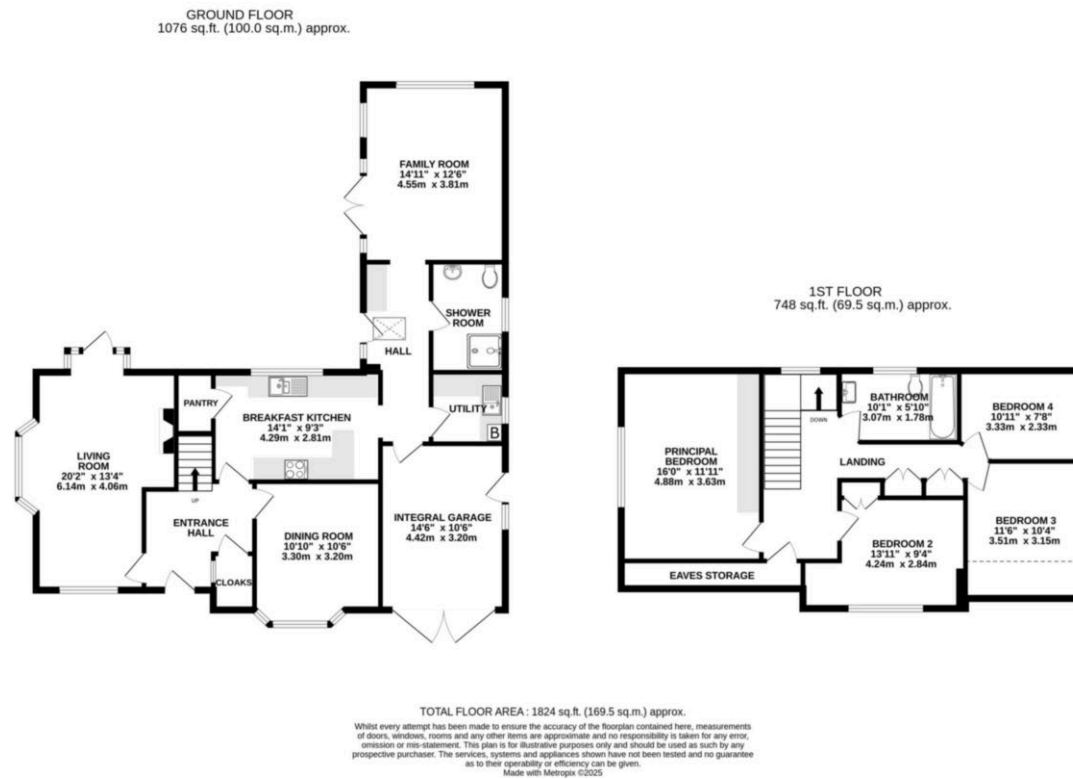 GROUND FLOOR
1076 sq.ft. (100.0 sq.m.) approx.
FAMILY ROOM
14'11" x 12'6"
4.55m x 3.81m
SHOWER
ROOM
HALL
PANTRY
BREAKFAST KITCHEN
14'1" x 9'3"
4.29m x 2.81m
UTILITY
B
LIVING
ROOM
20'2" x 13'4"
6.14m x 4.06m
UP
ENTRANCE
HALL
DINING ROOM
10'10" x 10'6"
3.30m x 3.20m
INTEGRAL GARAGE
14'6" x 10'6"
4.42m x 3.20m
CLOAKS
1ST FLOOR
748 sq.ft. (69.5 sq.m.) approx.
PRINCIPAL
BEDROOM
16'0" x 11'11"
4.88m x 3.63m
DOWN
BATHROOM
10'1" x 5'10"
3.07m x 1.78m
BEDROOM 4
10'11" x 7'8"
3.33m x 2.33m
LANDING
BEDROOM 3
11'6" x 10'4"
3.51m x 3.15m
BEDROOM 2
13'11" x 9'4"
4.24m x 2.84m
EAVES STORAGE
TOTAL FLOOR AREA : 1824 sq.ft. (169.5 sq.m.) approx.
Whilst every attempt has been made to ensure the accuracy of the floorplan contained here, measurements
of doors, windows, rooms and any other items are approximate and no responsibility is taken for any error,
omission or mis-statement. This plan is for illustrative purposes only and should be used as such by any
prospective purchaser. The services, systems and appliances shown have not been tested and no guarantee
as to their operability or efficiency can be given.
Made with Metropix ©2025